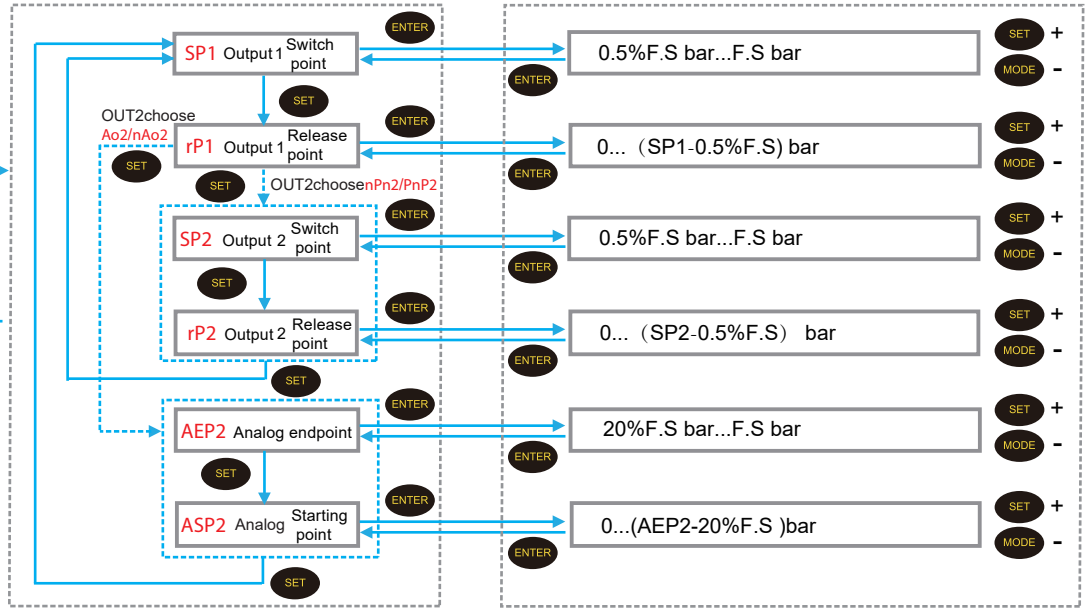 ENTER
SP1 Output 1 Switch
point
0.5%F.S bar...F.S bar
SET +
MODE -
ENTER
SET
OUT2choose
Ao2/nAo2
SET
ENTER
rP1 Output 1 Release
point
0...（SP1-0.5%F.S) bar
SET +
MODE -
ENTER
SET
OUT2choosenPn2/PnP2
ENTER
SP2 Output 2 Switch
point
0.5%F.S bar...F.S bar
SET +
MODE -
ENTER
SET
ENTER
rP2 Output 2 Release
point
0...（SP2-0.5%F.S） bar
SET +
MODE -
ENTER
SET
ENTER
AEP2 Analog endpoint
20%F.S bar...F.S bar
SET +
MODE -
ENTER
SET
ENTER
ASP2 Analog Starting
point
0...(AEP2-20%F.S )bar
SET +
MODE -
ENTER
SET